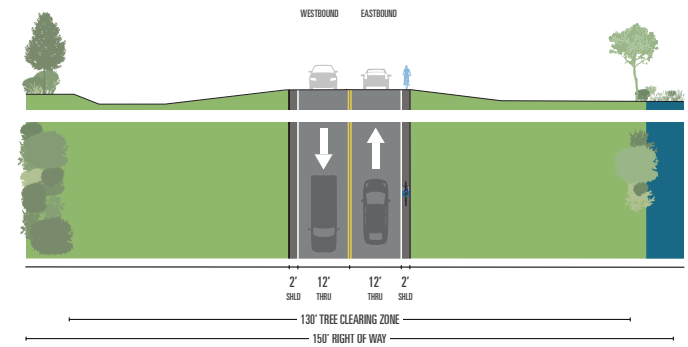 WESTBOUND EASTBOUND
2' 12' 12' 2'
SHLD THRU THRU SHLD
130' TREE CLEARING ZONE
150' RIGHT OF WAY